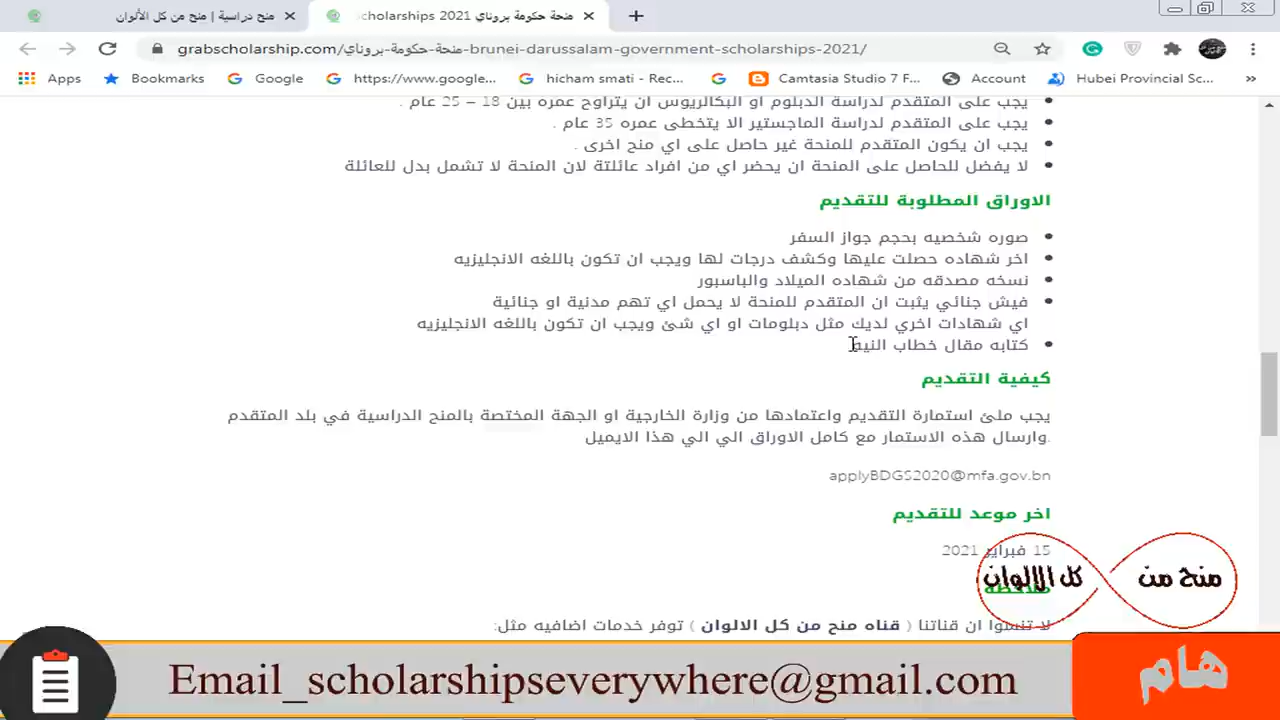 منح دراسية | منح من كل الألوان
منحة حكومة بروناي scholarships 2021
grabscholarship.com/منحة-حكومة-بروناي-brunei-darussalam-government-scholarships-2021/
Apps Bookmarks Google https://www.google... hicham smati - Rec... Camtasia Studio 7 F... Account Hubei Provincial Sc... »
يجب على المتقدم لدراسة الدبلوم او البكالريوس ان يتراوح عمره بين 18 – 25 عام .
يجب على المتقدم لدراسة الماجستير الا يتخطى عمره 35 عام .
يجب ان يكون المتقدم للمنحة غير حاصل على اي منح اخرى .
لا يفضل للحاصل على المنحة ان يحضر اي من افراد عائلتة لان المنحة لا تشمل بدل للعائلة
الاوراق المطلوبة للتقديم
صوره شخصيه بحجم جواز السفر
اخر شهاده حصلت عليها وكشف درجات لها ويجب ان تكون باللغه الانجليزيه
نسخه مصدقه من شهاده الميلاد والباسبور
فيش جنائي يثبت ان المتقدم للمنحة لا يحمل اي تهم مدنية او جنائية
اي شهادات اخري لديك مثل دبلومات او اي شئ ويجب ان تكون باللغه الانجليزيه
كتابه مقال خطاب النيه
كيفية التقديم
يجب ملئ استمارة التقديم واعتمادها من وزارة الخارجية او الجهة المختصة بالمنح الدراسية في بلد المتقدم
وارسال هذه الاستمار مع كامل الاوراق الي الي هذا الايميل.
applyBDGS2020@mfa.gov.bn
اخر موعد للتقديم
15 فبراير 2021
منح من كل الالوان
ملاحظة
لا تنسوا ان قناتنا ( قناه منح من كل الالوان ) توفر خدمات اضافيه مثل:
Email_scholarshipseverywhere@gmail.com
هام